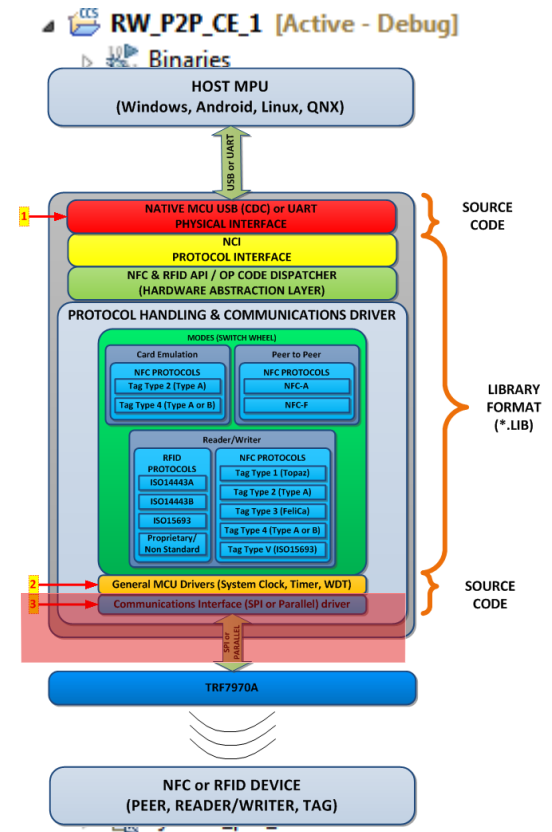 RW_P2P_CE_1 [Active - Debug]
Binaries
HOST MPU
(Windows, Android, Linux, QNX)
USB or UART
1
NATIVE MCU USB (CDC) or UART
PHYSICAL INTERFACE
SOURCE
CODE
NCI
PROTOCOL INTERFACE
NFC & RFID API / OP CODE DISPATCHER
(HARDWARE ABSTRACTION LAYER)
PROTOCOL HANDLING & COMMUNICATIONS DRIVER
MODES (SWITCH WHEEL)
Card Emulation
NFC PROTOCOLS
Tag Type 2 (Type A)
Tag Type 4 (Type A or B)
Peer to Peer
NFC PROTOCOLS
NFC-A
NFC-F
LIBRARY
FORMAT
(*.LIB)
Reader/Writer
RFID
PROTOCOLS
ISO14443A
ISO14443B
ISO15693
Proprietary/
Non Standard
NFC PROTOCOLS
Tag Type 1 (Topaz)
Tag Type 2 (Type A)
Tag Type 3 (FeliCa)
Tag Type 4 (Type A or B)
Tag Type V (ISO15693)
2
General MCU Drivers (System Clock, Timer, WDT)
3
Communications Interface (SPI or Parallel) driver
SOURCE
CODE
SPI or
PARALLEL
TRF7970A
NFC or RFID DEVICE
(PEER, READER/WRITER, TAG)